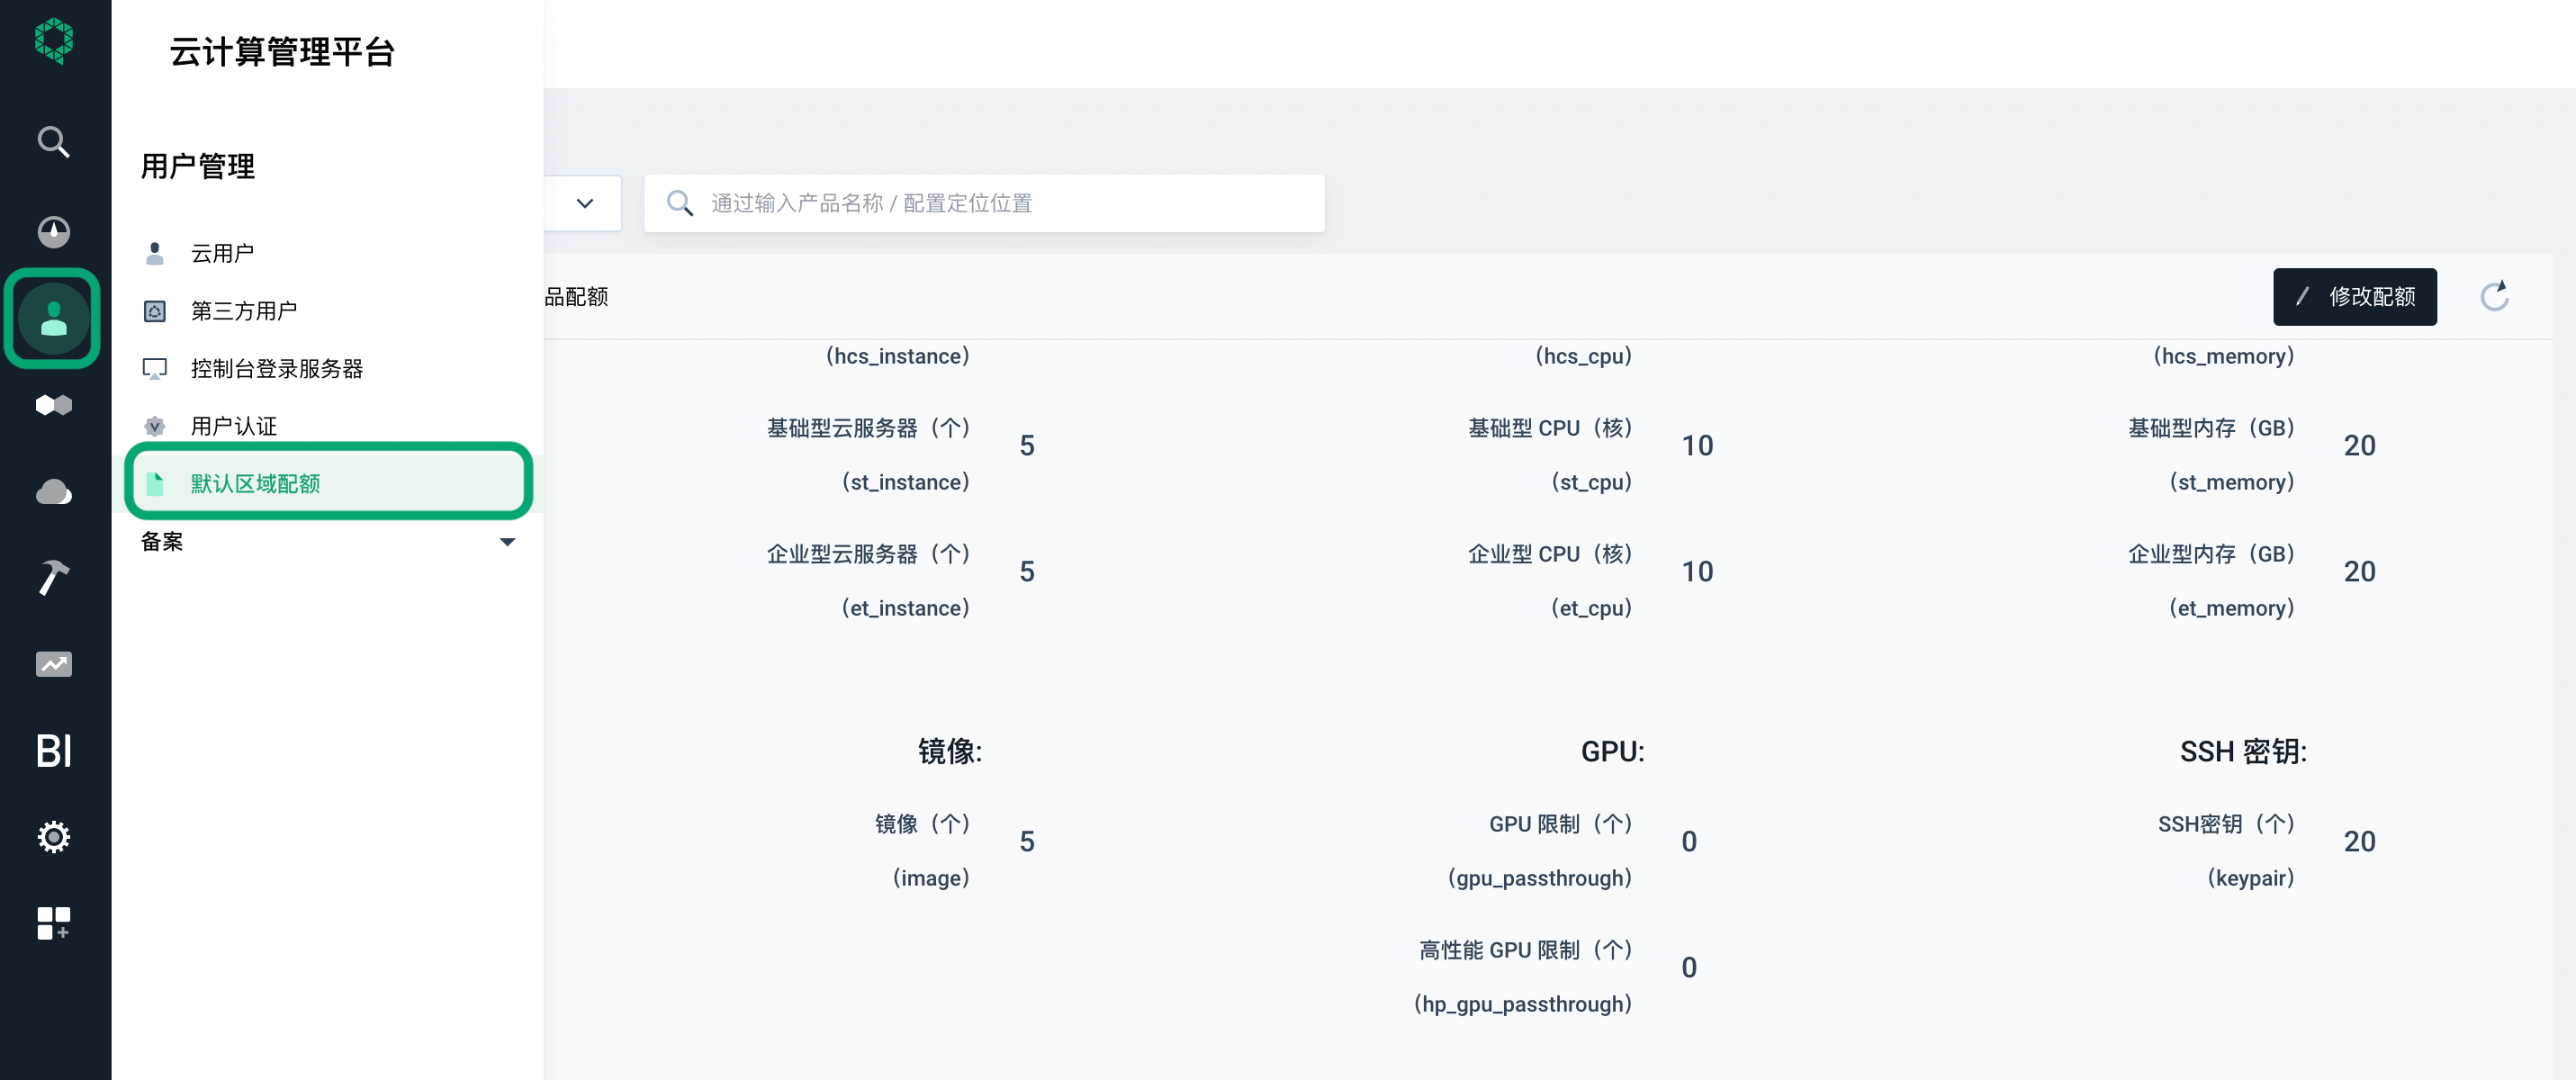 云计算管理平台
用户管理
云用户
第三方用户
控制台登录服务器
用户认证
默认区域配额
备案
BI
通过输入产品名称 / 配置定位位置
品配额
修改配额
(hcs_instance)
(hcs_cpu)
(hcs_memory)
基础型云服务器（个）
(st_instance)
5
基础型 CPU（核）
(st_cpu)
10
基础型内存（GB）
(st_memory)
20
企业型云服务器（个）
(et_instance)
5
企业型 CPU（核）
(et_cpu)
10
企业型内存（GB）
(et_memory)
20
镜像:
镜像（个）
(image)
5
GPU:
GPU 限制（个）
(gpu_passthrough)
0
高性能 GPU 限制（个）
(hp_gpu_passthrough)
0
SSH 密钥:
SSH密钥（个）
(keypair)
20